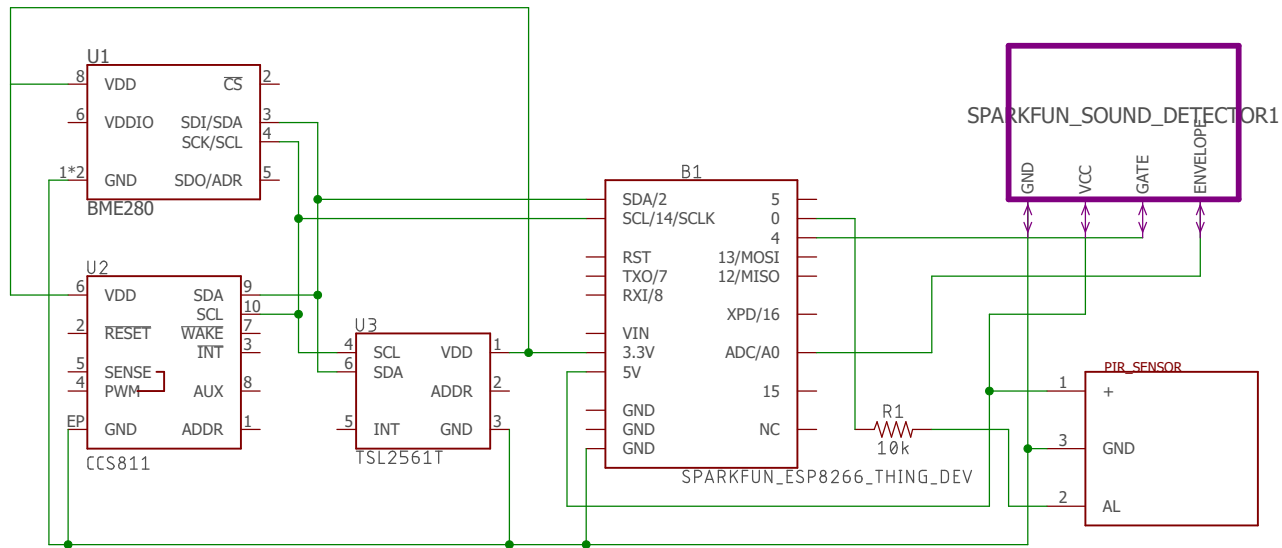 U1
8 VDD CS 2
6 VDDIO SDI/SDA 3
SCK/SCL 4
1*2 GND SDO/ADR 5
BME280
U2
6 VDD SDA 9
SCL 10
2 RESET WAKE 7
INT 3
5 SENSE
4 PWM AUX 8
EP GND ADDR 1
CCS811
U3
4 SCL VDD 1
6 SDA
ADDR 2
5 INT GND 3
TSL2561T
B1
SDA/2 5
SCL/14/SCLK 0
4
RST 13/MOSI
TXO/7 12/MISO
RXI/8
XPD/16
VIN
3.3V ADC/A0
5V
15
GND
GND NC
GND
SPARKFUN_ESP8266_THING_DEV
R1
10k
SPARKFUN_SOUND_DETECTOR1
GND
VCC
GATE
ENVELOPE
PIR_SENSOR
1 +
3 GND
2 AL